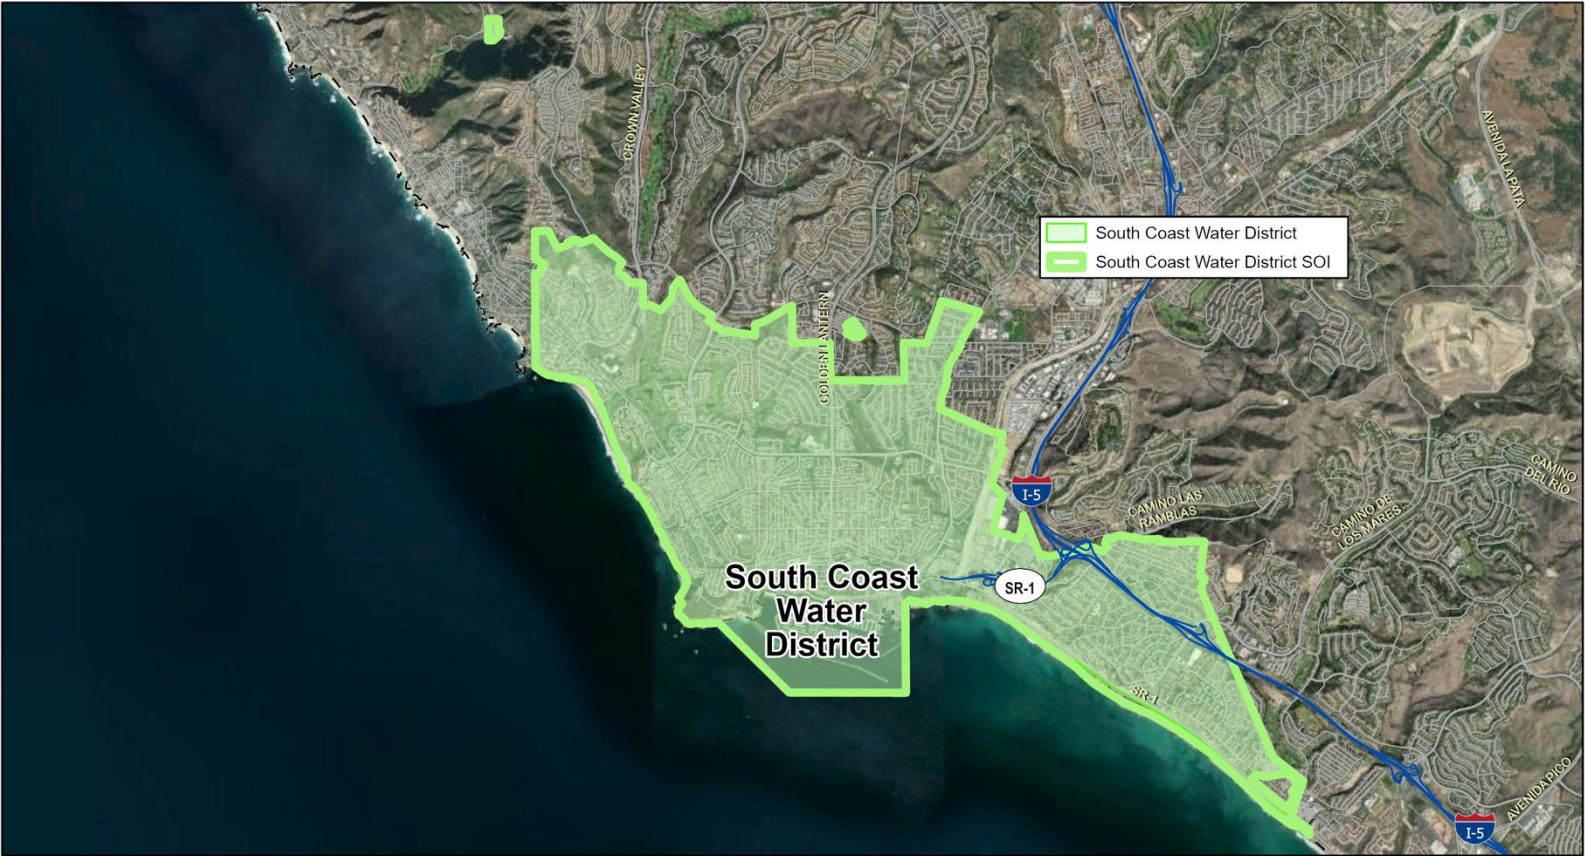 CROWN VALLEY
AVENIDA LA PATA
South Coast Water District
South Coast Water District SOI
GOLDEN LANTERN
I-5
CAMINO LAS
RAMBLAS
CAMINO DE
LOS MARES
CAMINO
DEL RIO
South Coast
Water
District
SR-1
SR-1
AVENIDA PICO
I-5